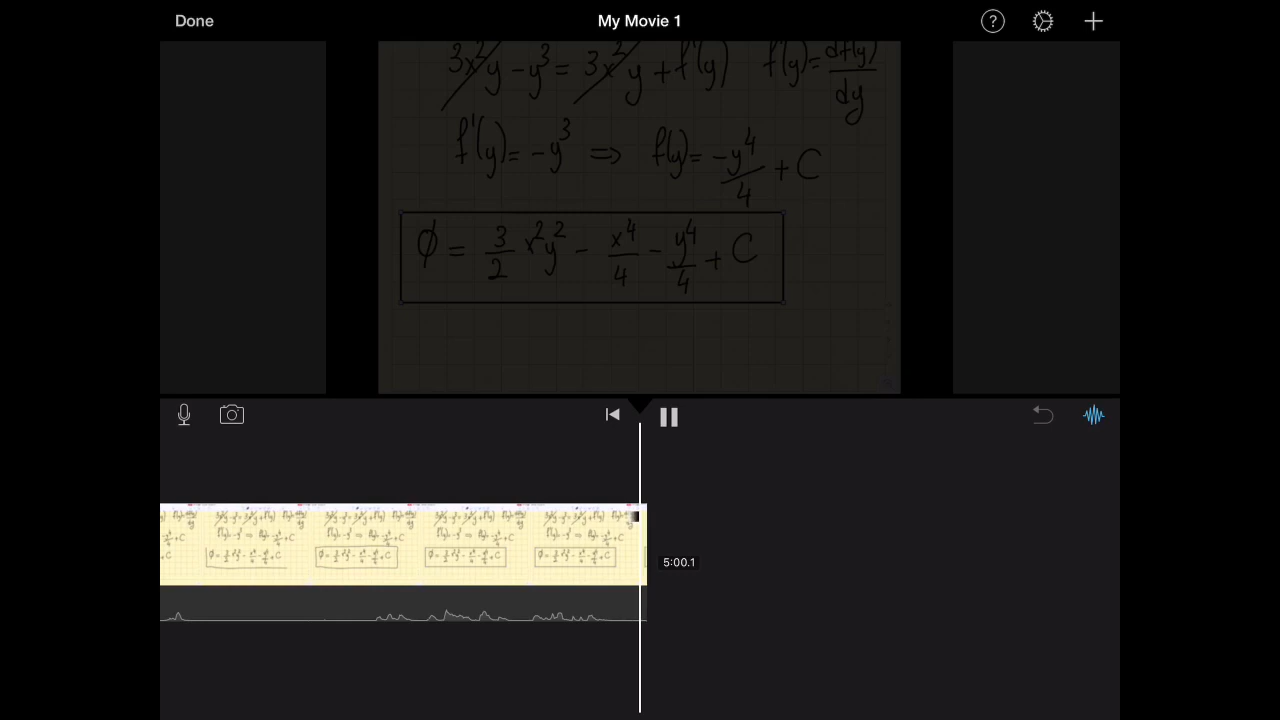 Done My Movie 1 ?
3x²y - y³ = 3x²y + f'(y) f'(y) = df(y)/dy
f'(y) = -y³ ⇒ f(y) = -y⁴/4 + C
Ø = 3/2 x²y² - x⁴/4 - y⁴/4 + C
5:00.1